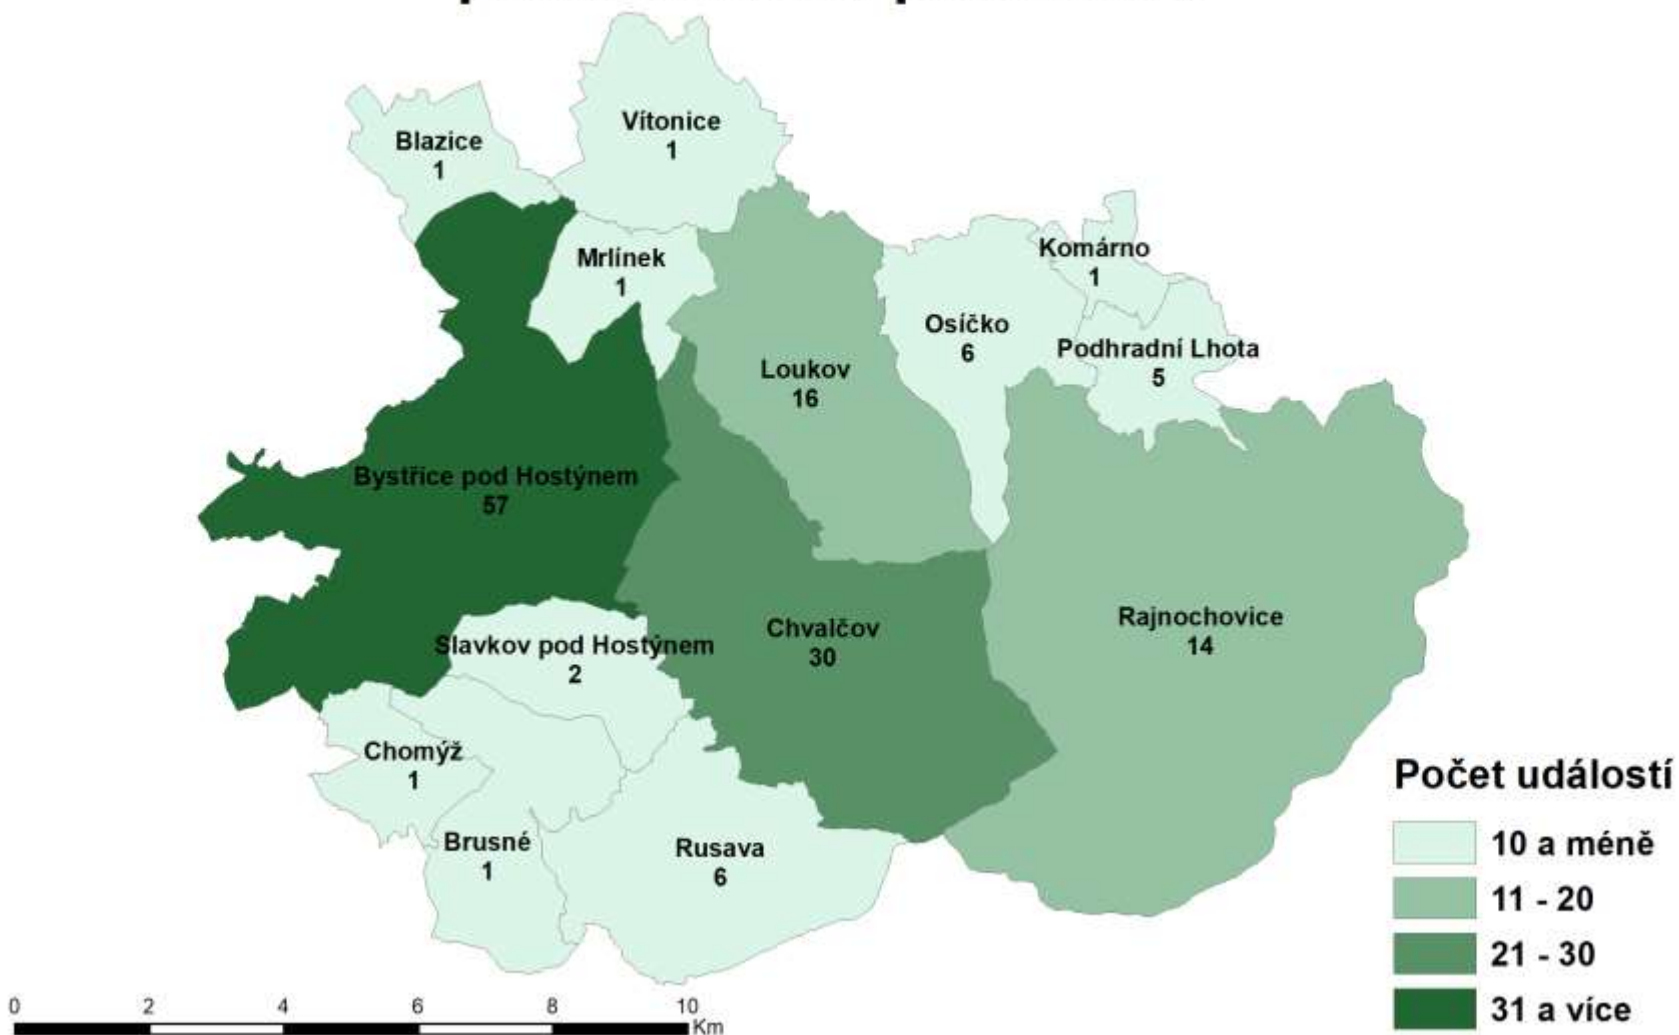 Vítonice
1
Blazice
1
Mrlínek
1
Komárno
1
Osíčko
6
Podhradní Lhota
5
Loukov
16
Bystřice pod Hostýnem
57
Rajnochovice
14
Chvalčov
30
Slavkov pod Hostýnem
2
Chomýž
1
Brusné
1
Rusava
6
Počet událostí
10 a méně
11 - 20
21 - 30
31 a více
0 2 4 6 8 10
Km